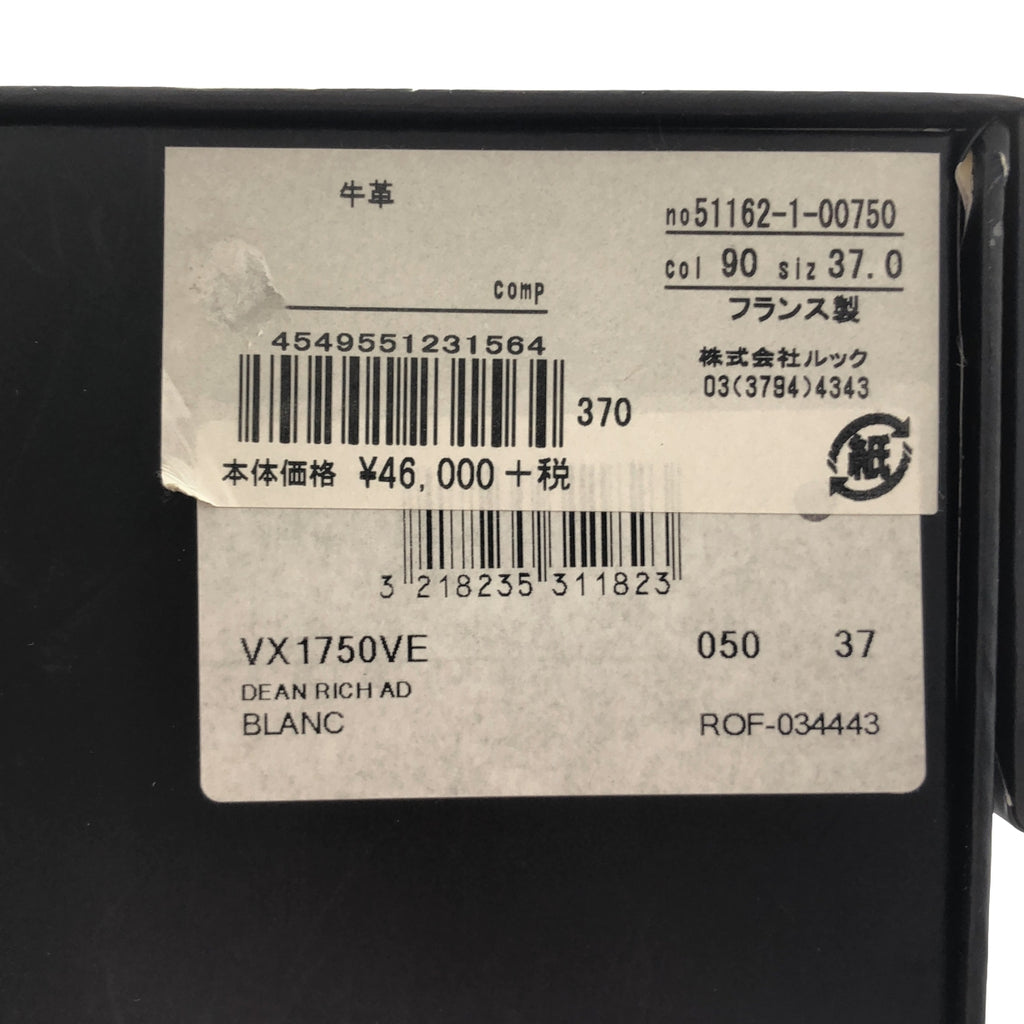 牛革
no 51162-1-00750
col 90 siz 37.0
フランス製
comp
4549551231564
株式会社ルック
03(3794)4343
370
紙
本体価格 ¥46,000+税
3 218235 311823
VX1750VE 050 37
DEAN RICH AD
BLANC ROF-034443